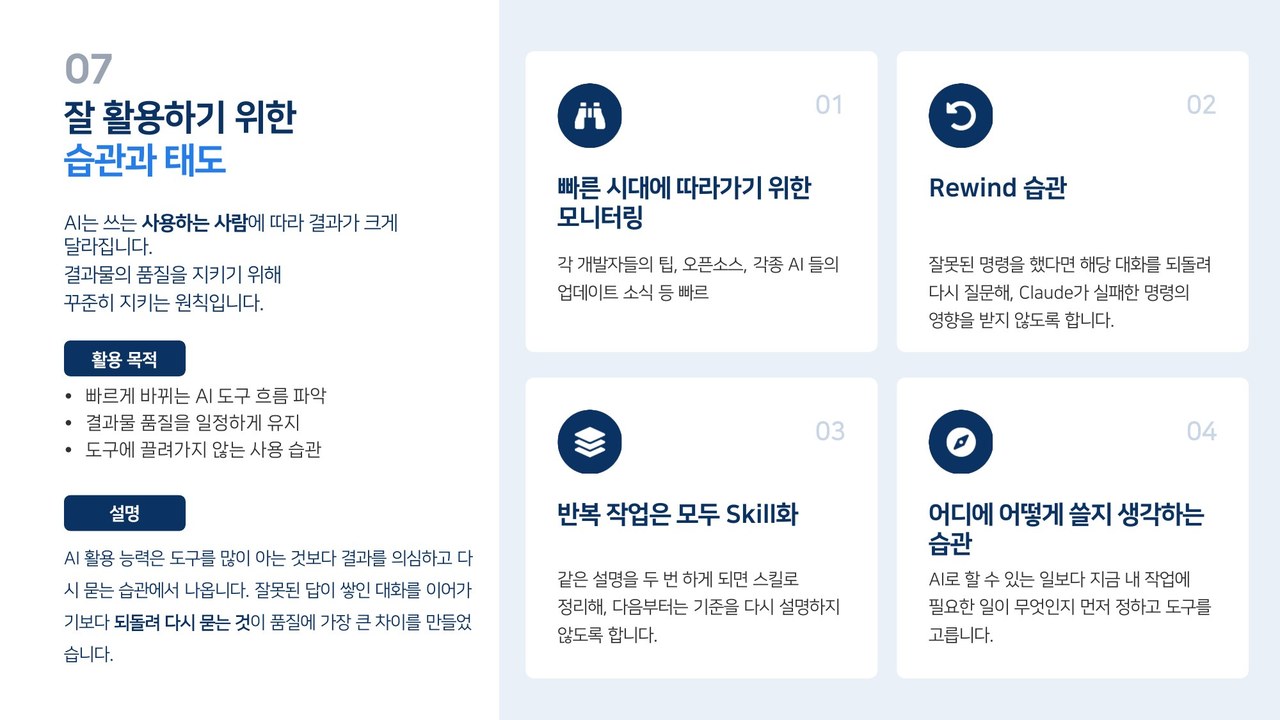 07
잘 활용하기 위한
습관과 태도
AI는 쓰는 사용하는 사람에 따라 결과가 크게
달라집니다.
결과물의 품질을 지키기 위해
꾸준히 지키는 원칙입니다.
활용 목적
• 빠르게 바뀌는 AI 도구 흐름 파악
• 결과물 품질을 일정하게 유지
• 도구에 끌려가지 않는 사용 습관
설명
AI 활용 능력은 도구를 많이 아는 것보다 결과를 의심하고 다
시 묻는 습관에서 나옵니다. 잘못된 답이 쌓인 대화를 이어가
기보다 되돌려 다시 묻는 것이 품질에 가장 큰 차이를 만들었
습니다.
01
빠른 시대에 따라가기 위한
모니터링
각 개발자들의 팁, 오픈소스, 각종 AI 들의
업데이트 소식 등 빠르
02
Rewind 습관
잘못된 명령을 했다면 해당 대화를 되돌려
다시 질문해, Claude가 실패한 명령의
영향을 받지 않도록 합니다.
03
반복 작업은 모두 Skill화
같은 설명을 두 번 하게 되면 스킬로
정리해, 다음부터는 기준을 다시 설명하지
않도록 합니다.
04
어디에 어떻게 쓸지 생각하는
습관
AI로 할 수 있는 일보다 지금 내 작업에
필요한 일이 무엇인지 먼저 정하고 도구를
고릅니다.